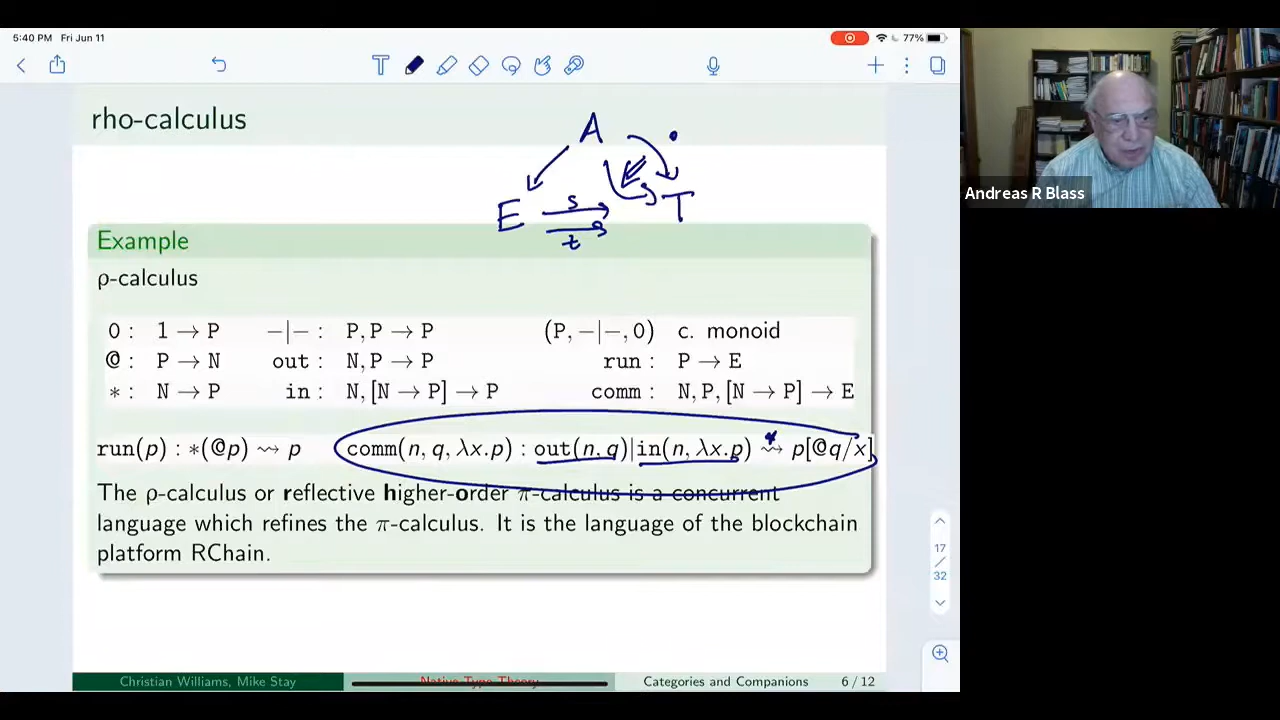 5:40 PM Fri Jun 11
77%
rho-calculus
A
E s T
t
Example
ρ-calculus
0 : 1 → P −|− : P, P → P (P, −|−, 0) c. monoid
@ : P → N out : N, P → P run : P → E
* : N → P in : N, [N → P] → P comm : N, P, [N → P] → E
run(p) : *(@p) ⇝ p comm(n, q, λx.p) : out(n, q)|in(n, λx.p) ⇝ p[@q/x]
The ρ-calculus or reflective higher-order π-calculus is a concurrent
language which refines the π-calculus. It is the language of the blockchain
platform RChain.
17
/
32
Christian Williams, Mike Stay Native Type Theory Categories and Companions 6 / 12
Andreas R Blass